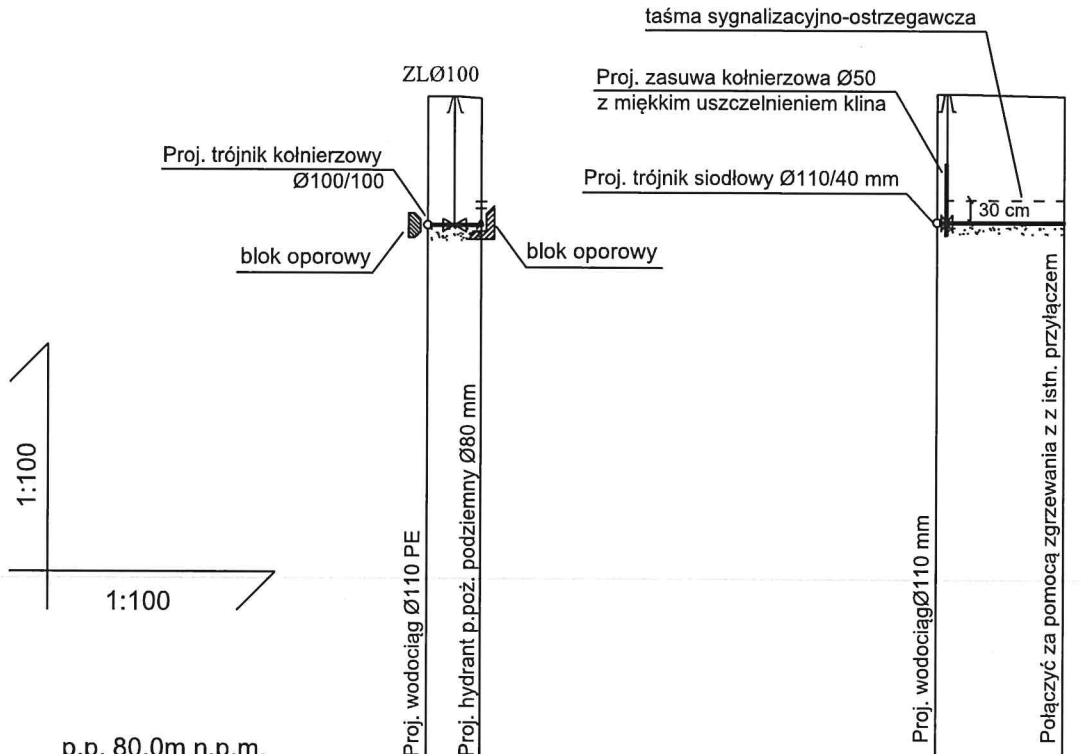 taśma sygnalizacyjno-ostrzegawcza
ZLØ100
Proj. zasuwa kołnierzowa Ø50
z miękkim uszczelnieniem klina
Proj. trójnik kołnierzowy
Ø100/100
Proj. trójnik siodłowy Ø110/40 mm
30 cm
blok oporowy
blok oporowy
1:100
1:100
Proj. wodociąg Ø110 PE
Proj. hydrant p.poż. podziemny Ø80 mm
Proj. wodociągØ110 mm
Połączyć za pomocą zgrzewania z z istn. przyłączem
p.p. 80.0m n.p.m.